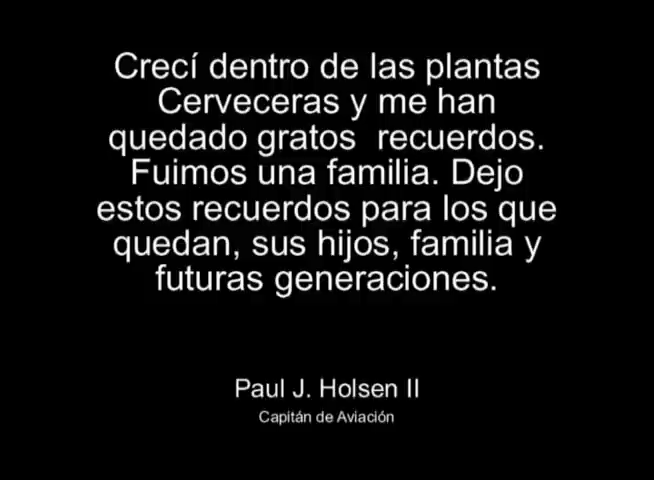 Crecí dentro de las plantas
Cerveceras y me han
quedado gratos recuerdos.
Fuimos una familia. Dejo
estos recuerdos para los que
quedan, sus hijos, familia y
futuras generaciones.
Paul J. Holsen II
Capitán de Aviación